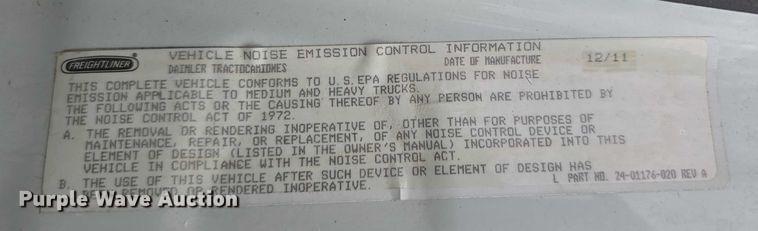 FREIGHTLINER
VEHICLE NOISE EMISSION CONTROL INFORMATION
DAIMLER TRACTOCAMIONES DATE OF MANUFACTURE 12/11
THIS COMPLETE VEHICLE CONFORMS TO U.S.EPA REGULATIONS FOR NOISE
EMISSION APPLICABLE TO MEDIUM AND HEAVY TRUCKS.
THE FOLLOWING ACTS OR THE CAUSING THEREOF BY ANY PERSON ARE PROHIBITED BY
THE NOISE CONTROL ACT OF 1972.
A. THE REMOVAL OR RENDERING INOPERATIVE OF, OTHER THAN FOR PURPOSES OF
MAINTENANCE, REPAIR, OR REPLACEMENT, OF ANY NOISE CONTROL DEVICE OR
ELEMENT OF DESIGN (LISTED IN THE OWNER'S MANUAL) INCORPORATED INTO THIS
VEHICLE IN COMPLIANCE WITH THE NOISE CONTROL ACT.
B. THE USE OF THIS VEHICLE AFTER SUCH DEVICE OR ELEMENT OF DESIGN HAS
BEEN REMOVED OR RENDERED INOPERATIVE.
L PART NO. 24-01176-020 REV A
Purple Wave Auction